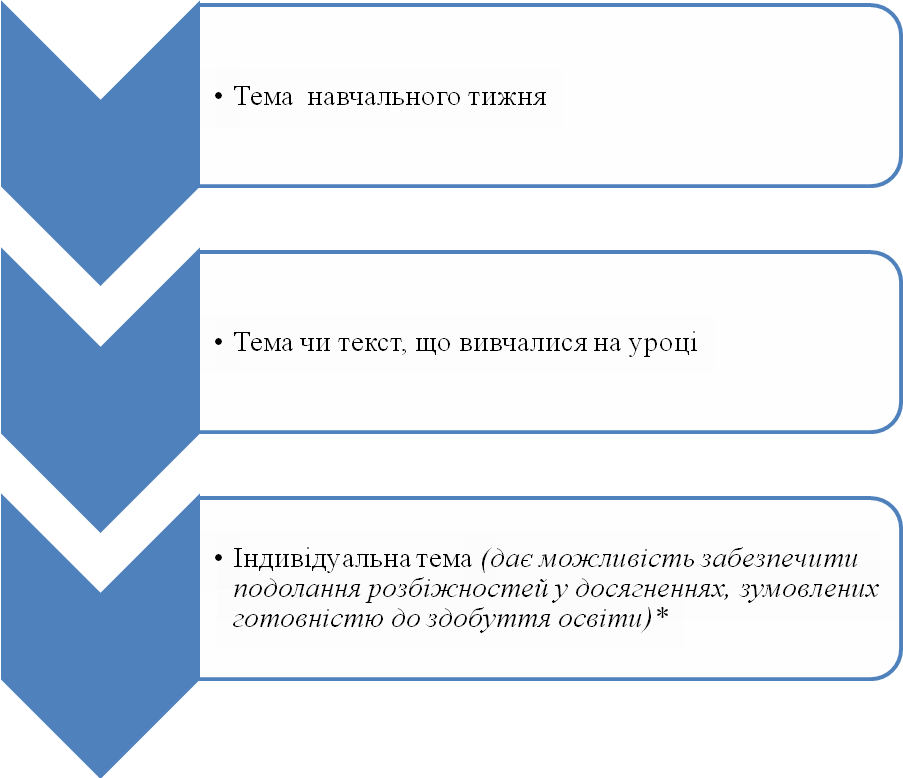 • Тема навчального тижня
• Тема чи текст, що вивчалися на уроці
• Індивідуальна тема (дає можливість забезпечити
подолання розбіжностей у досягненнях, зумовлених
готовністю до здобуття освіти)*